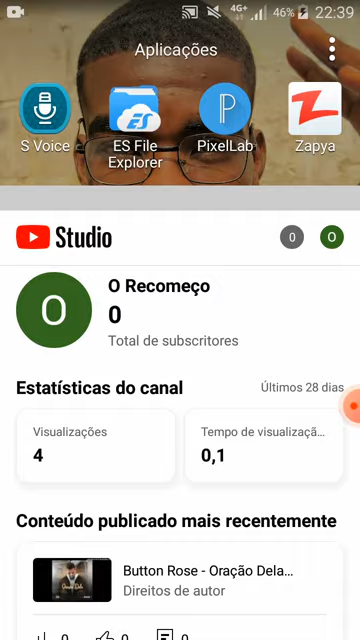 4G+ 46% 22:39
Aplicações
S Voice
ES
ES File Explorer
P
PixelLab
Zapya
Studio
0
O
O
O Recomeço
0
Total de subscritores
Estatísticas do canal
Últimos 28 dias
Visualizações
4
Tempo de visualizaçã...
0,1
Conteúdo publicado mais recentemente
Button Rose - Oração Dela...
Direitos de autor
0 0 0